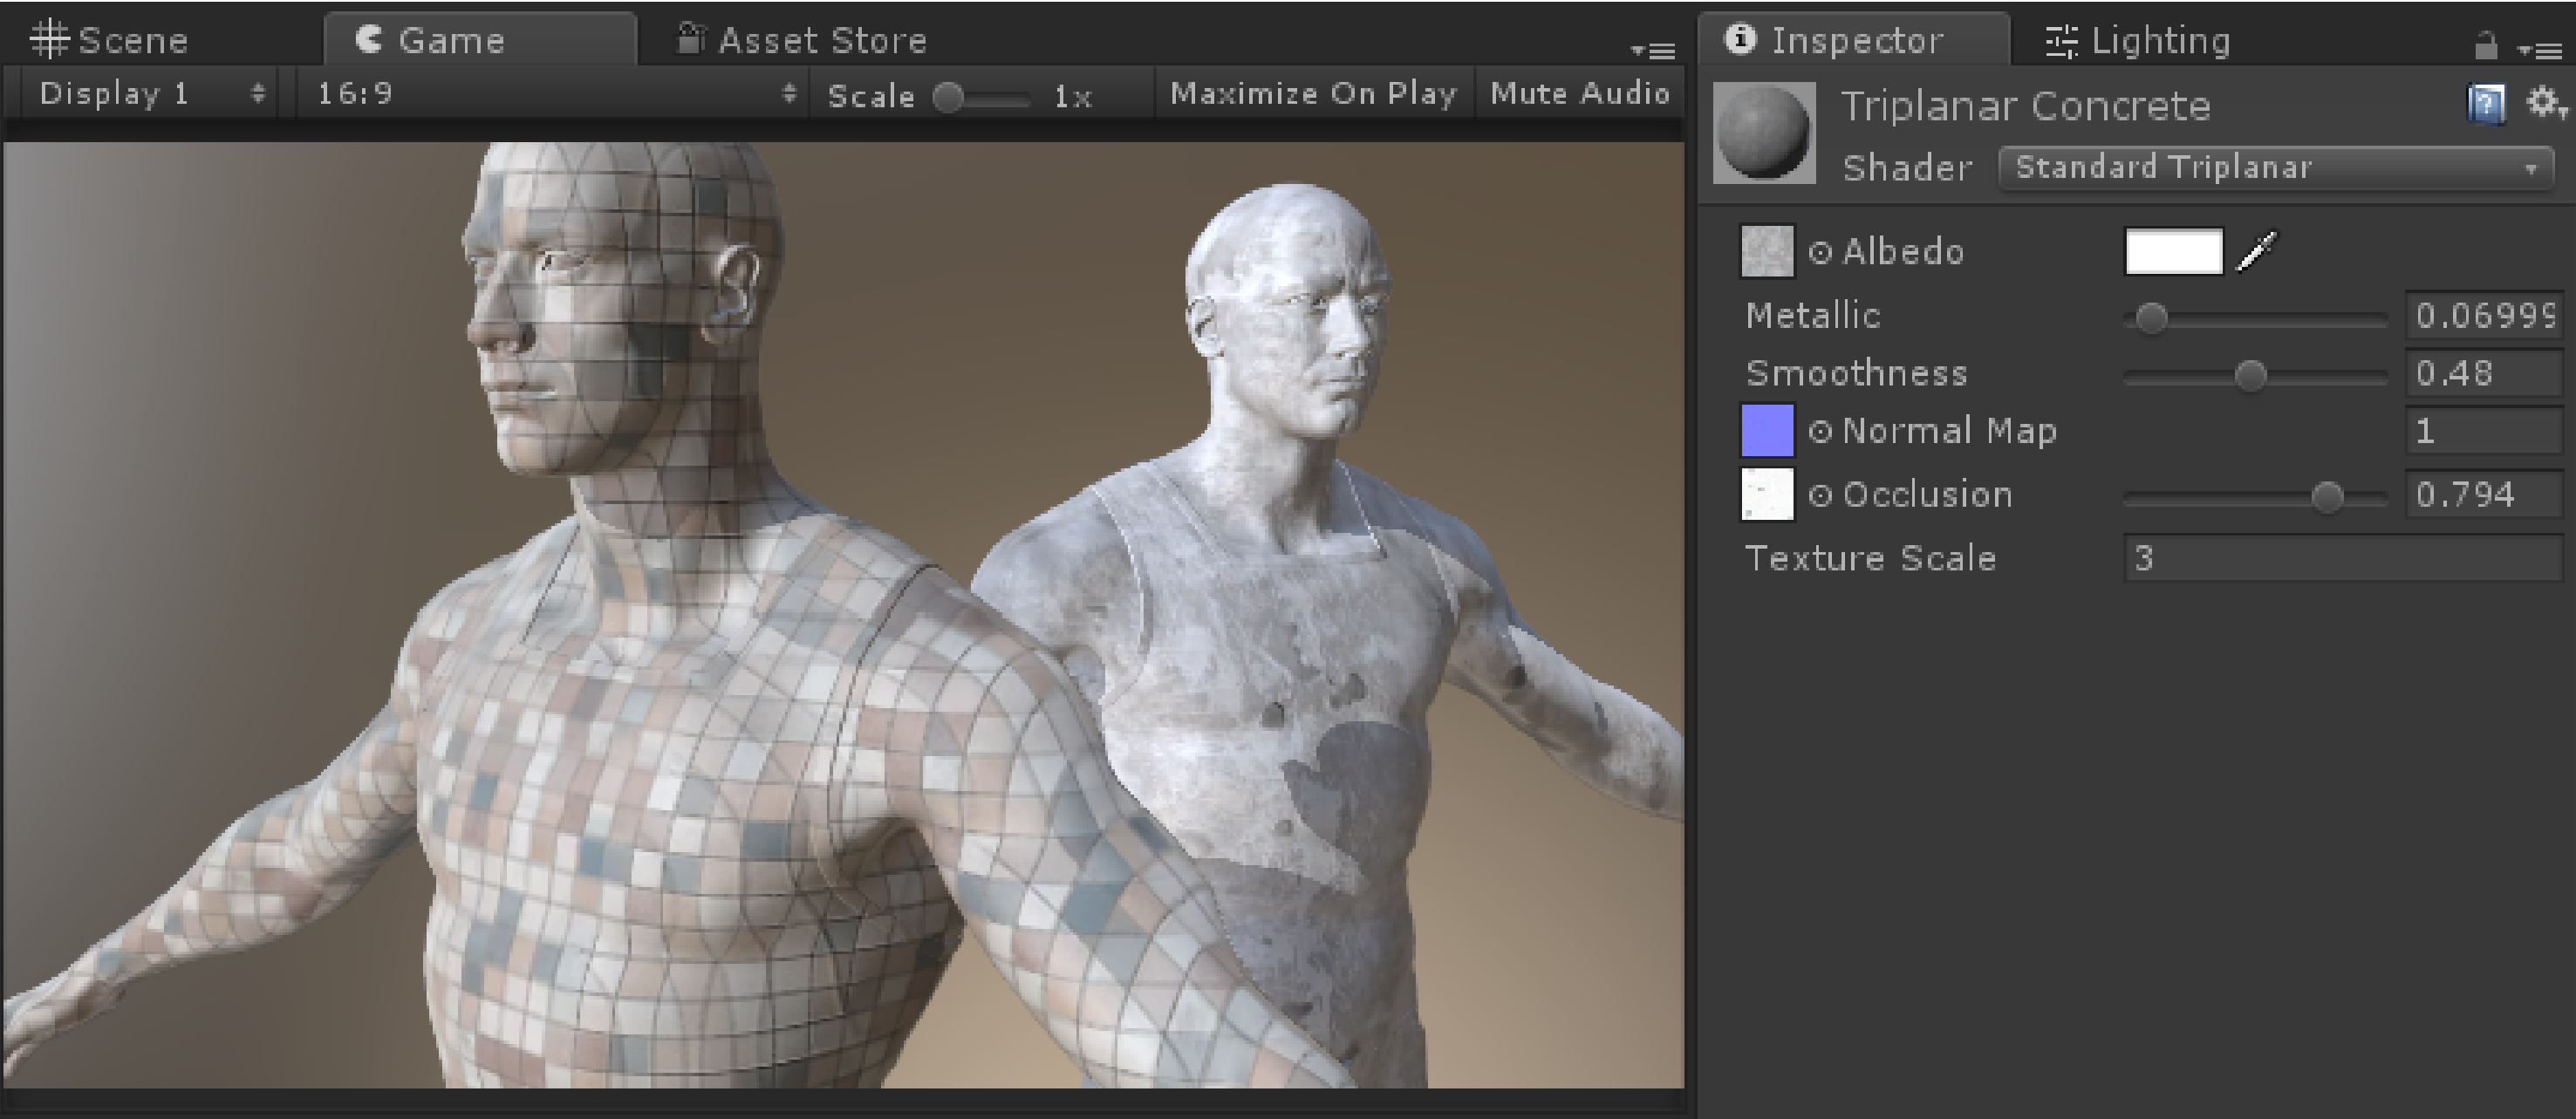 Scene
Game
Asset Store
Display 1
16:9
Scale
1x
Maximize On Play
Mute Audio
Inspector
Lighting
Triplanar Concrete
Shader
Standard Triplanar
Albedo
Metallic
0.06999
Smoothness
0.48
Normal Map
1
Occlusion
0.794
Texture Scale
3